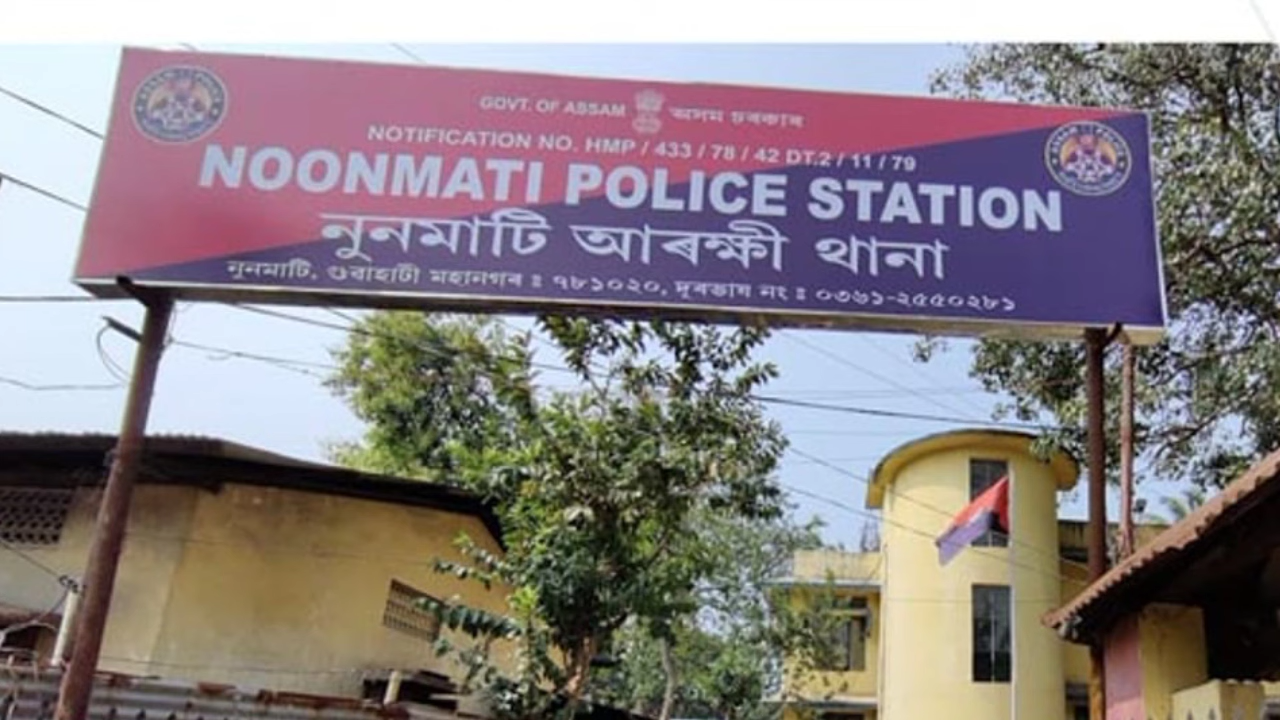 GOVT. OF ASSAM অসম চৰকাৰ
NOTIFICATION NO. HMP / 433 / 78 / 42 DT.2 / 11 / 79
NOONMATI POLICE STATION
নুনমাটি আৰক্ষী থানা
নুনমাটি, গুৱাহাটী মহানগৰ ঃ ৭৮১০২০, দূৰভাষ নং ঃ ০৩৬১-২৫৫০২৮১